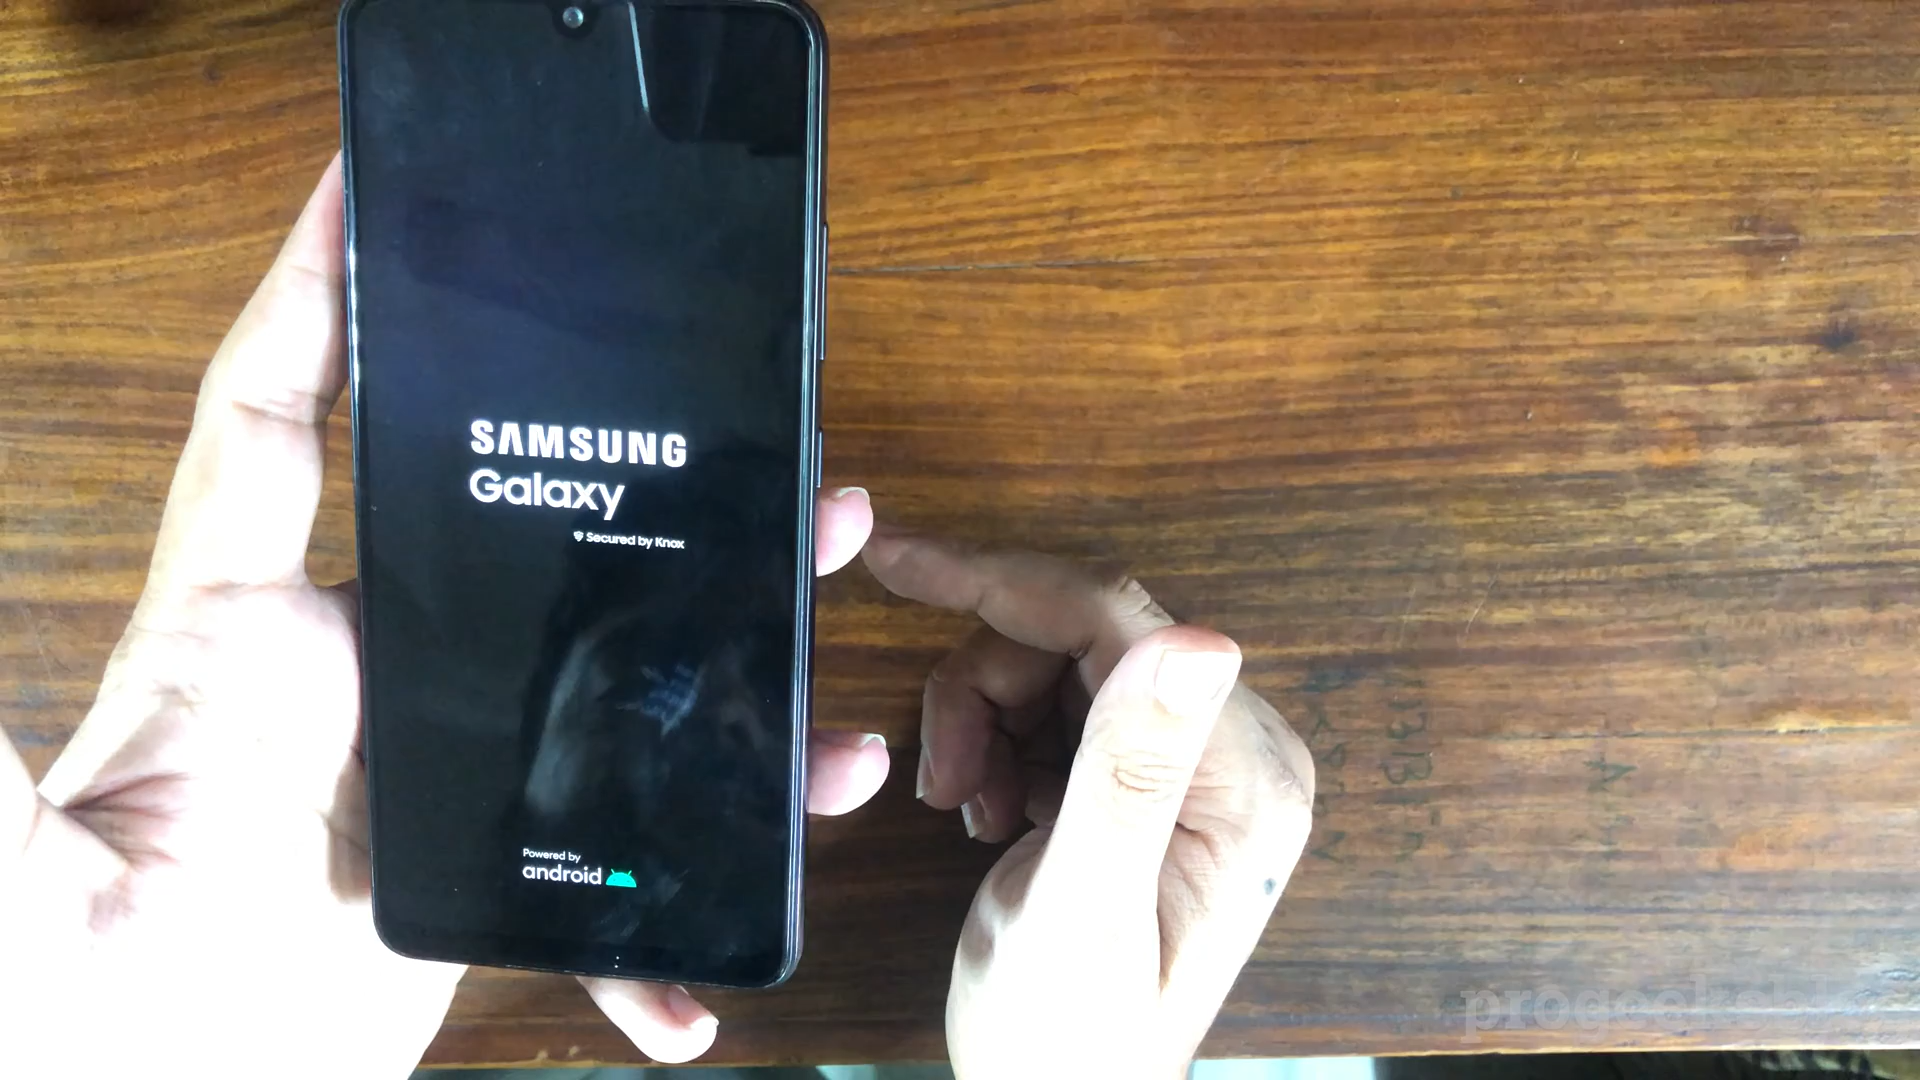 SAMSUNG
Galaxy
Secured by Knox
Powered by
android